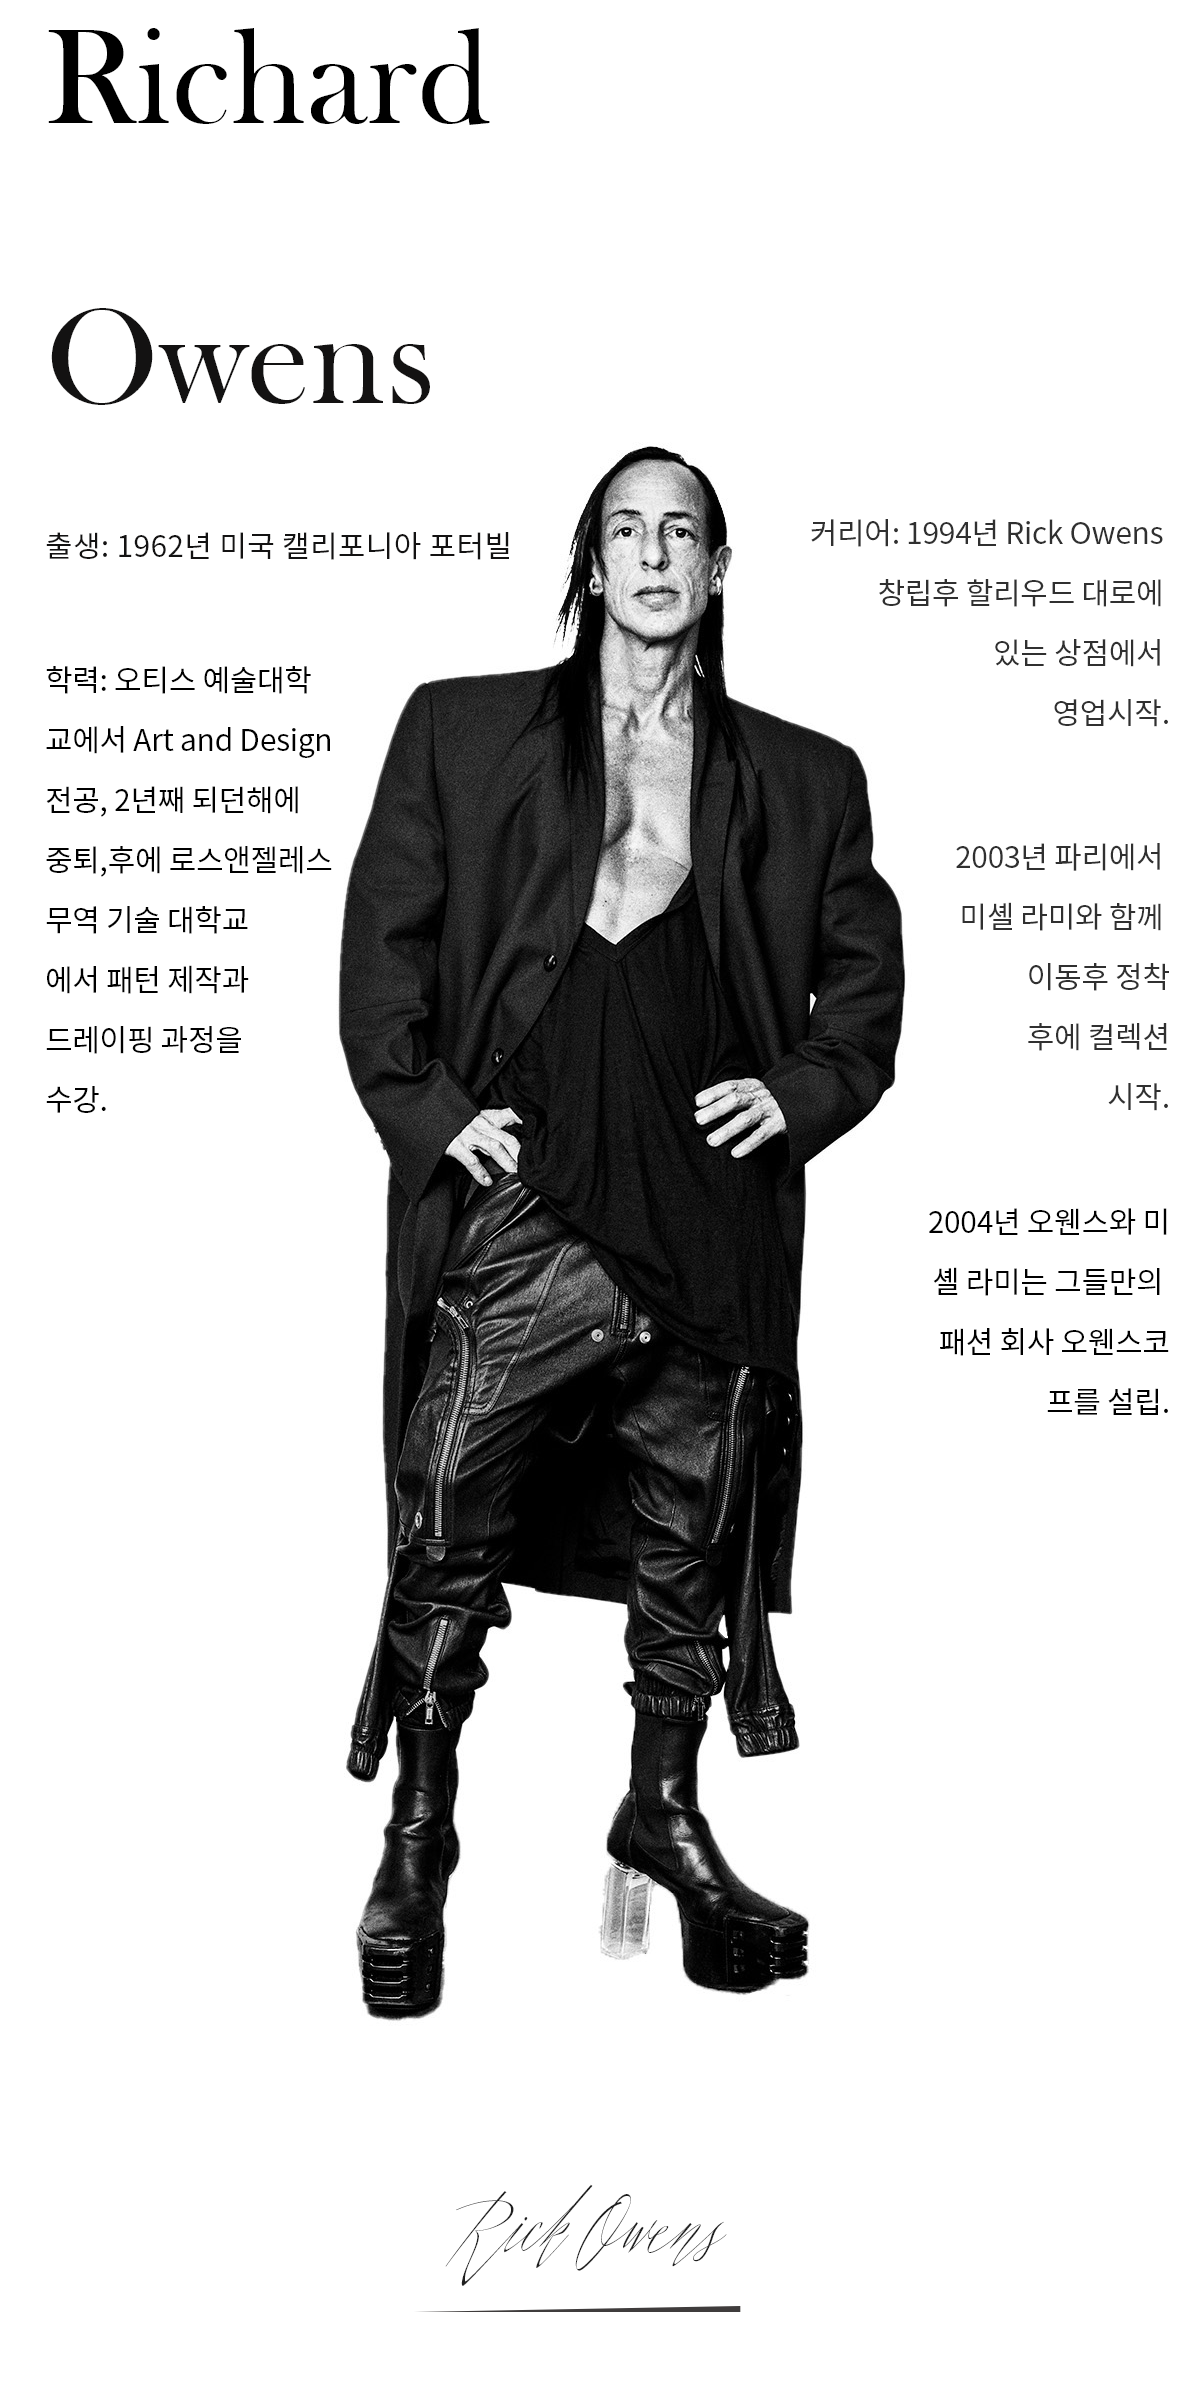 Richard
Owens
출생: 1962년 미국 캘리포니아 포터빌
학력: 오티스 예술대학
교에서 Art and Design
전공, 2년째 되던해에
중퇴,후에 로스앤젤레스
무역 기술 대학교
에서 패턴 제작과
드레이핑 과정을
수강.
커리어: 1994년 Rick Owens
창립후 할리우드 대로에
있는 상점에서
영업시작.
2003년 파리에서
미셸 라미와 함께
이동후 정착
후에 컬렉션
시작.
2004년 오웬스와 미
셸 라미는 그들만의
패션 회사 오웬스코
프를 설립.
Rick Owens